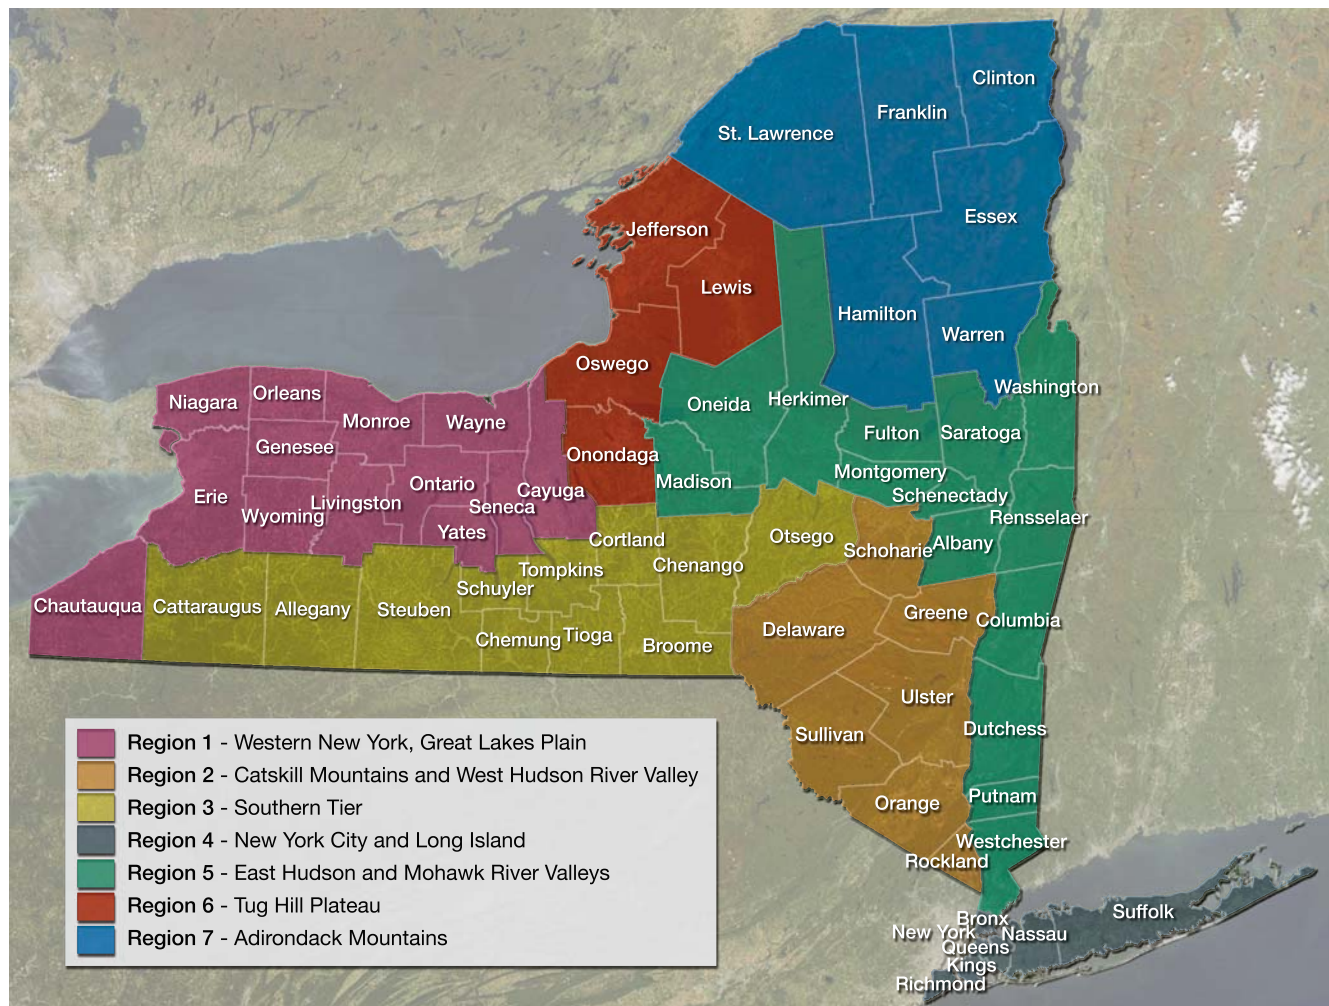 Clinton
Franklin
St. Lawrence
Essex
Jefferson
Lewis
Hamilton
Warren
Oswego
Washington
Oneida
Herkimer
Niagara
Orleans
Monroe
Wayne
Fulton
Saratoga
Genesee
Onondaga
Montgomery
Madison
Ontario
Cayuga
Schenectady
Erie
Livingston
Seneca
Wyoming
Rensselaer
Yates
Cortland
Otsego
Albany
Schoharie
Chenango
Tompkins
Schuyler
Chautauqua
Cattaraugus
Allegany
Steuben
Greene
Columbia
Delaware
Chemung
Tioga
Broome
Ulster
Sullivan
Dutchess
Putnam
Orange
Westchester
Rockland
Suffolk
Bronx
New York
Nassau
Queens
Kings
Richmond
Region 1 - Western New York, Great Lakes Plain
Region 2 - Catskill Mountains and West Hudson River Valley
Region 3 - Southern Tier
Region 4 - New York City and Long Island
Region 5 - East Hudson and Mohawk River Valleys
Region 6 - Tug Hill Plateau
Region 7 - Adirondack Mountains